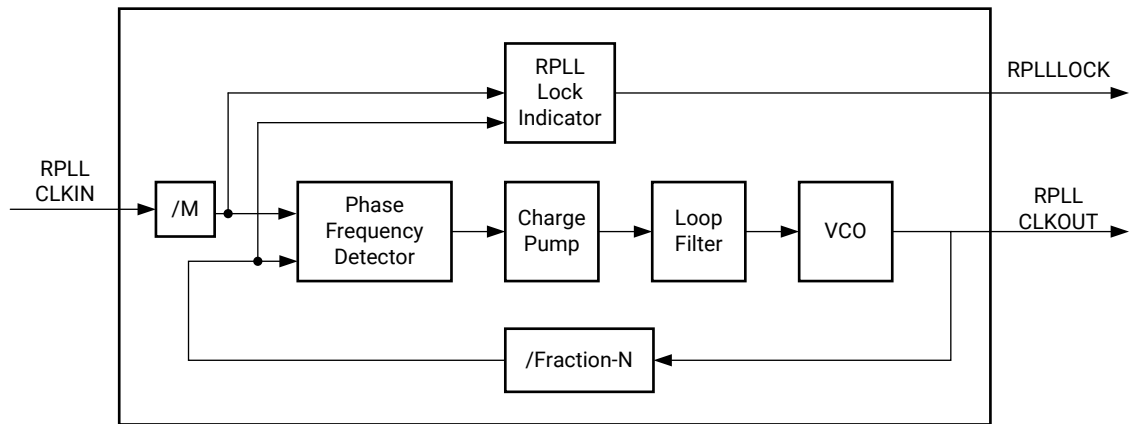 RPLL
Lock
Indicator
RPLLLOCK
RPLL
CLKIN
/M
Phase
Frequency
Detector
Charge
Pump
Loop
Filter
VCO
RPLL
CLKOUT
/Fraction-N